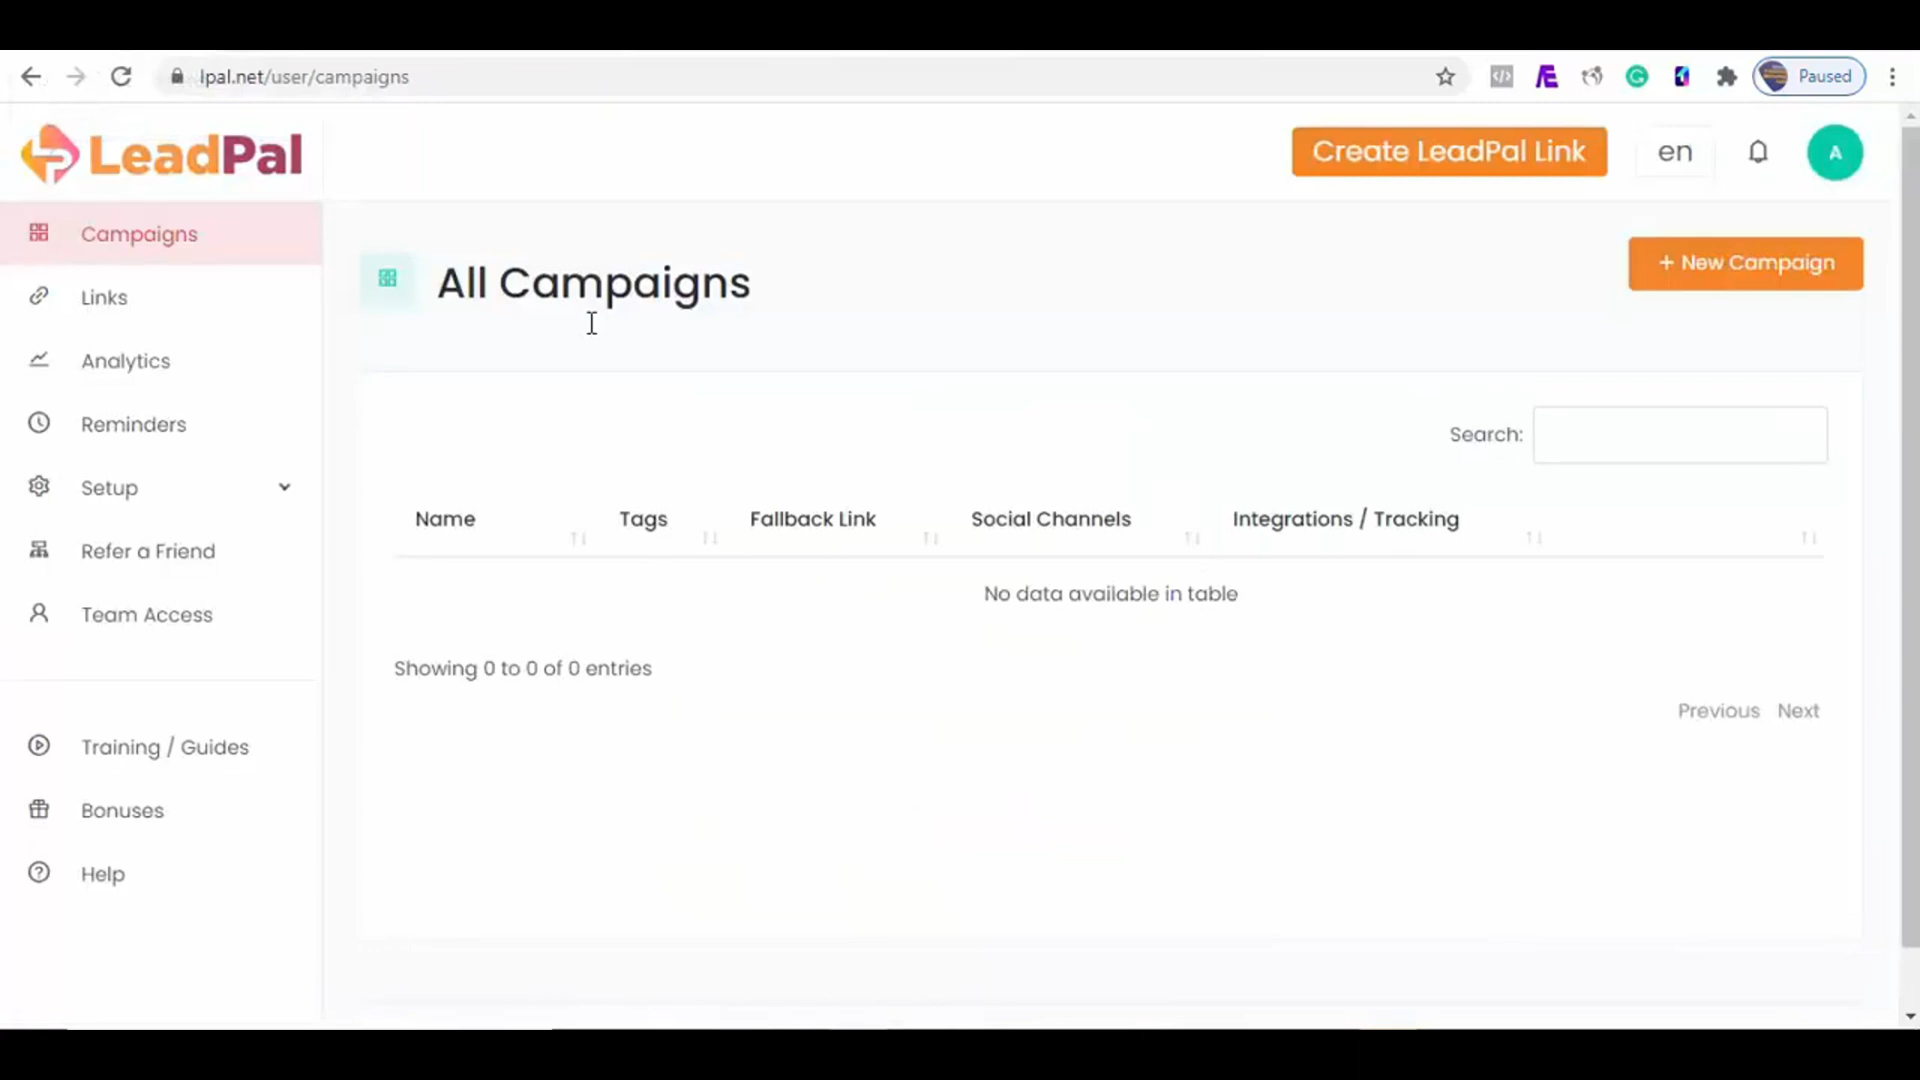 lpal.net/user/campaigns
Paused
LeadPal
Create LeadPal Link
en
A
Campaigns
Links
Analytics
Reminders
Setup
Refer a Friend
Team Access
Training / Guides
Bonuses
Help
All Campaigns
+ New Campaign
Search:
Name Tags Fallback Link Social Channels Integrations / Tracking
No data available in table
Showing 0 to 0 of 0 entries
Previous Next